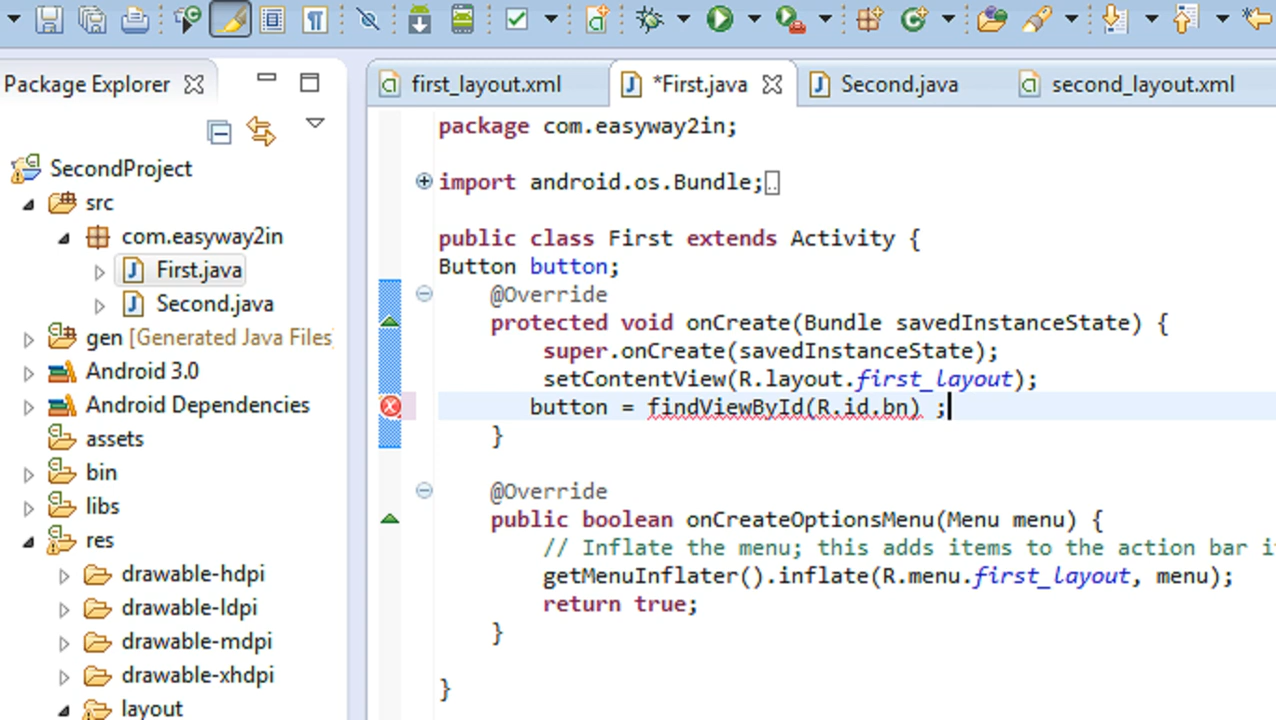 first_layout.xml
*First.java
Second.java
second_layout.xml
Package Explorer
SecondProject
src
com.easyway2in
First.java
Second.java
gen [Generated Java Files]
Android 3.0
Android Dependencies
assets
bin
libs
res
drawable-hdpi
drawable-ldpi
drawable-mdpi
drawable-xhdpi
layout
package com.easyway2in;
import android.os.Bundle;
public class First extends Activity {
Button button;
@Override
protected void onCreate(Bundle savedInstanceState) {
super.onCreate(savedInstanceState);
setContentView(R.layout.first_layout);
button = findViewById(R.id.bn) ;
}
@Override
public boolean onCreateOptionsMenu(Menu menu) {
// Inflate the menu; this adds items to the action bar i
getMenuInflater().inflate(R.menu.first_layout, menu);
return true;
}
}